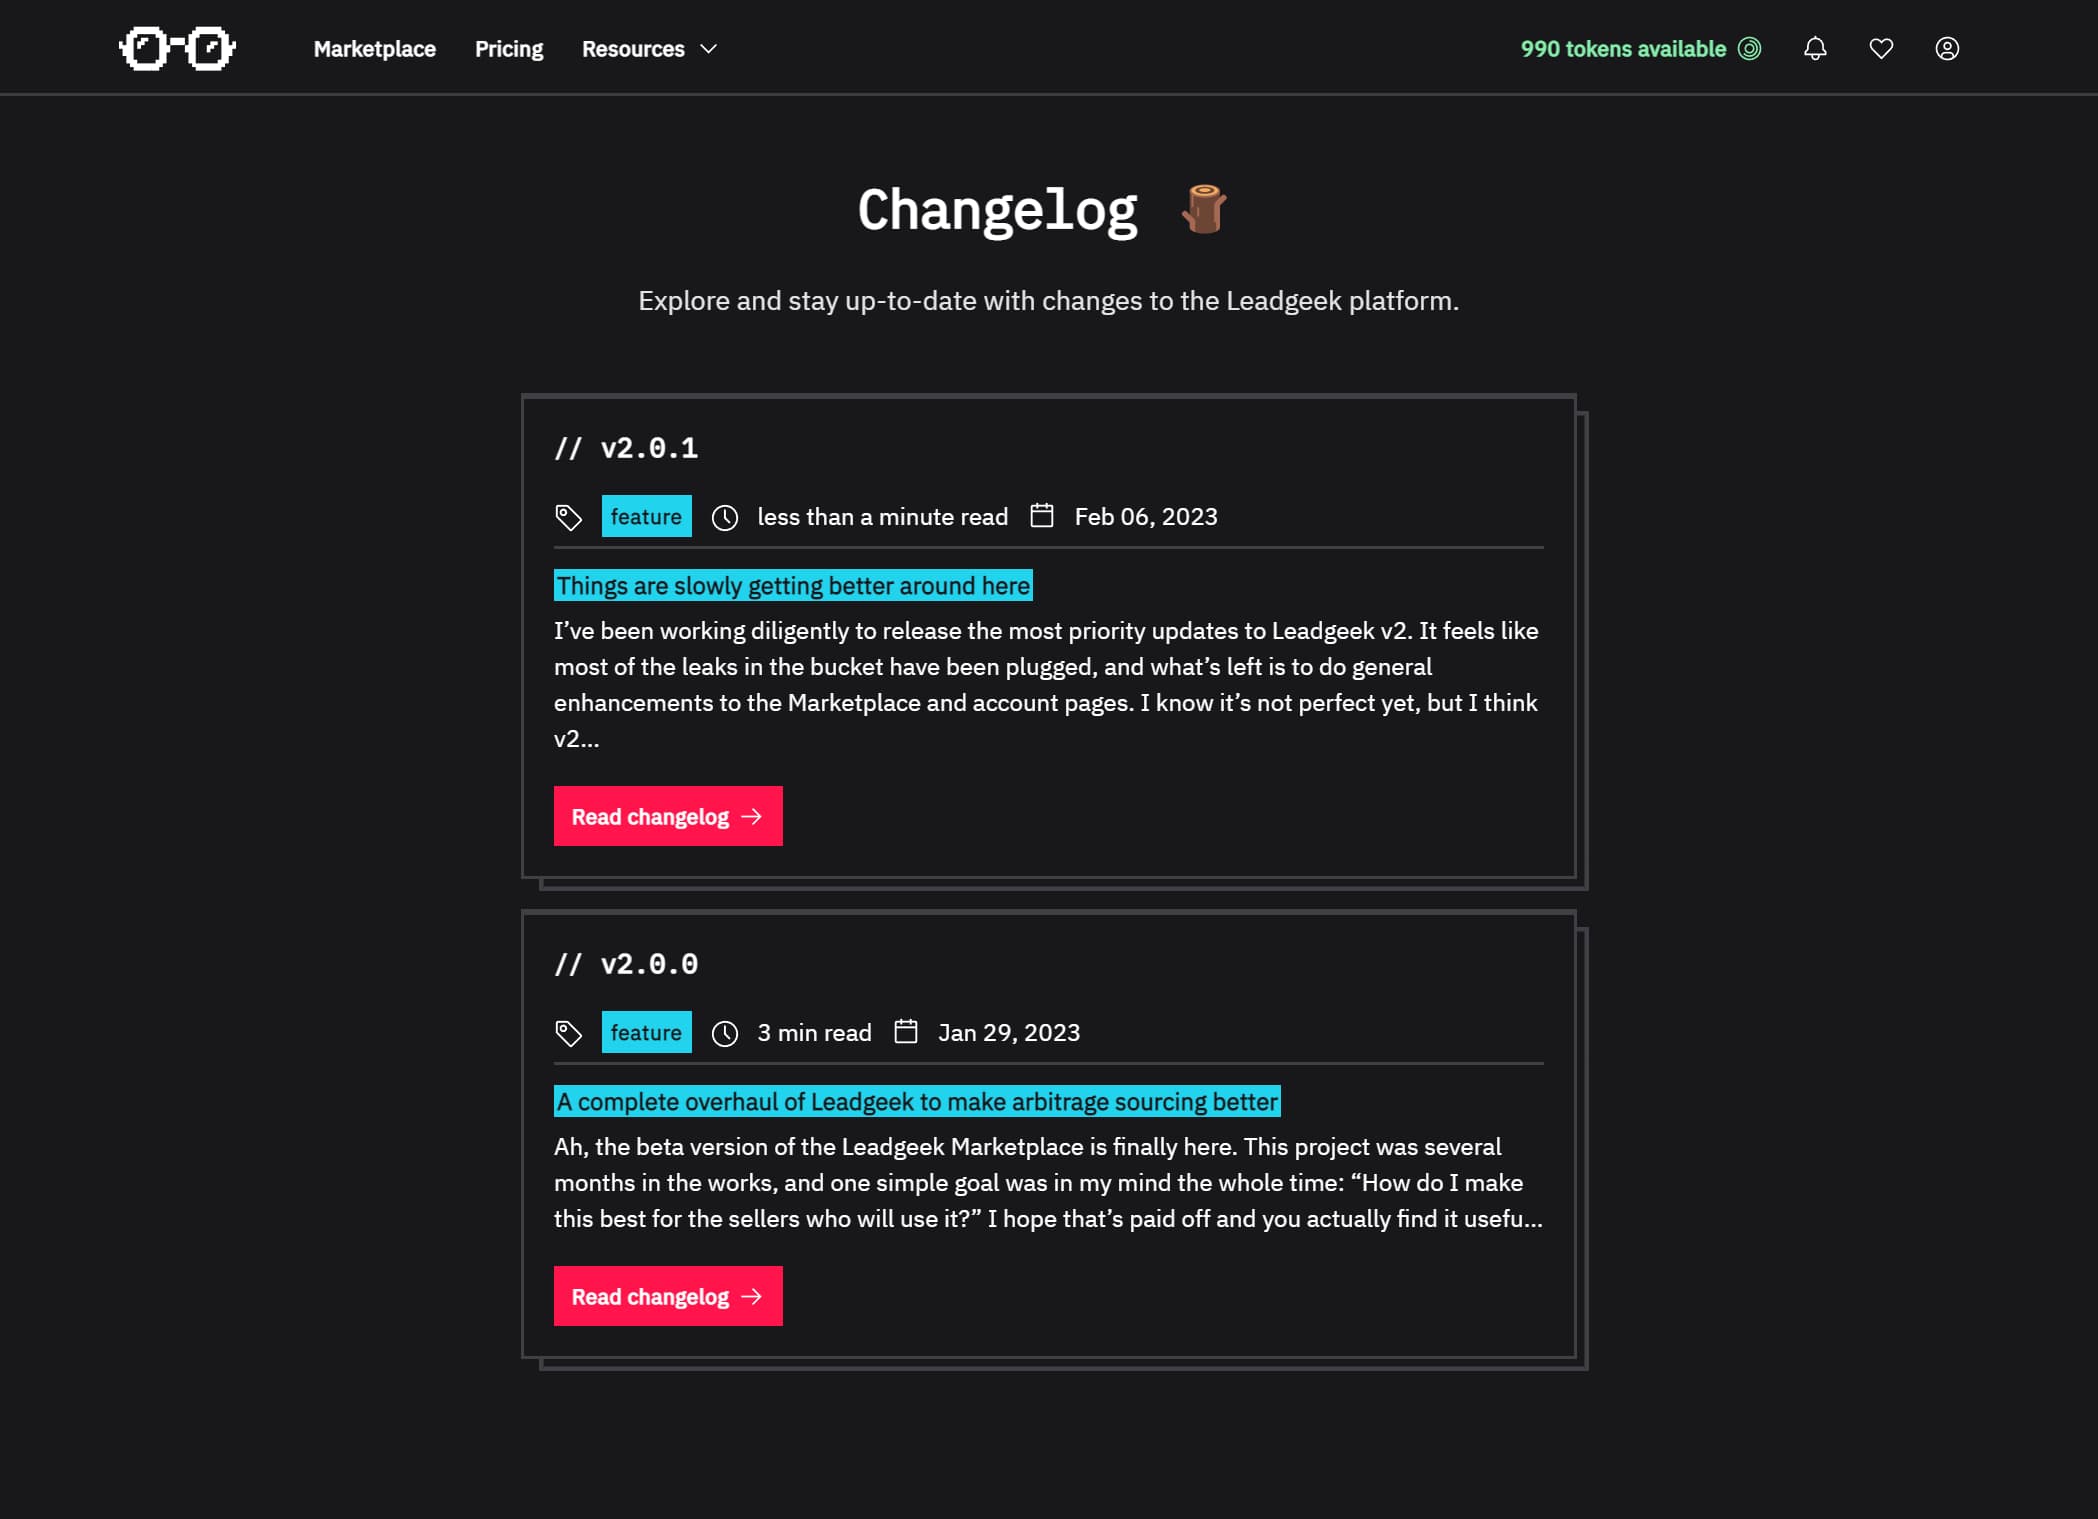 Marketplace Pricing Resources 990 tokens available
Changelog
Explore and stay up-to-date with changes to the Leadgeek platform.
// v2.0.1
feature less than a minute read Feb 06, 2023
Things are slowly getting better around here
I’ve been working diligently to release the most priority updates to Leadgeek v2. It feels like
most of the leaks in the bucket have been plugged, and what’s left is to do general
enhancements to the Marketplace and account pages. I know it’s not perfect yet, but I think
v2...
Read changelog
// v2.0.0
feature 3 min read Jan 29, 2023
A complete overhaul of Leadgeek to make arbitrage sourcing better
Ah, the beta version of the Leadgeek Marketplace is finally here. This project was several
months in the works, and one simple goal was in my mind the whole time: “How do I make
this best for the sellers who will use it?” I hope that’s paid off and you actually find it usefu...
Read changelog